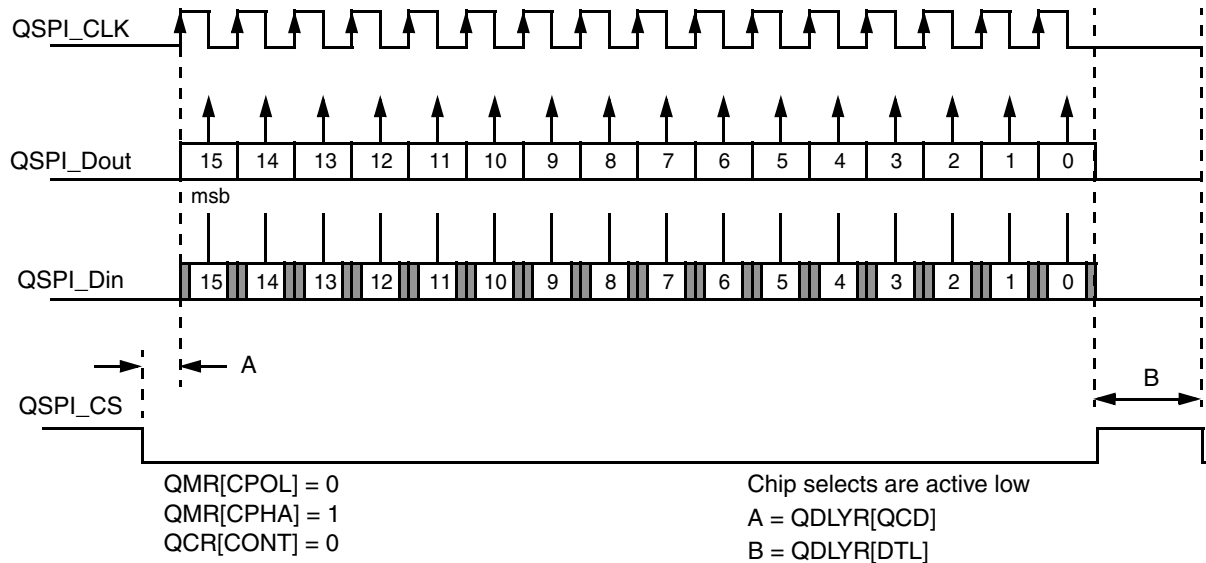 QSPI_CLK
QSPI_Dout
15 14 13 12 11 10 9 8 7 6 5 4 3 2 1 0
msb
QSPI_Din
15 14 13 12 11 10 9 8 7 6 5 4 3 2 1 0
A
B
QSPI_CS
QMR[CPOL] = 0
QMR[CPHA] = 1
QCR[CONT] = 0
Chip selects are active low
A = QDLYR[QCD]
B = QDLYR[DTL]